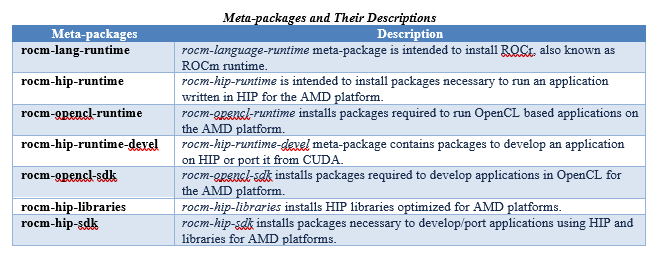 Meta-packages and Their Descriptions
Meta-packages Description
rocm-lang-runtime rocm-language-runtime meta-package is intended to install ROCr, also known as
ROCm runtime.
rocm-hip-runtime rocm-hip-runtime is intended to install packages necessary to run an application
written in HIP for the AMD platform.
rocm-opencl-runtime rocm-opencl-runtime installs packages required to run OpenCL based applications on
the AMD platform.
rocm-hip-runtime-devel rocm-hip-runtime-devel meta-package contains packages to develop an application
on HIP or port it from CUDA.
rocm-opencl-sdk rocm-opencl-sdk installs packages required to develop applications in OpenCL for
the AMD platform.
rocm-hip-libraries rocm-hip-libraries installs HIP libraries optimized for AMD platforms.
rocm-hip-sdk rocm-hip-sdk installs packages necessary to develop/port applications using HIP and
libraries for AMD platforms.